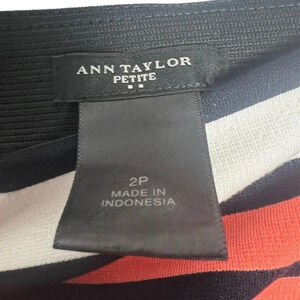 ANN TAYLOR
PETITE
2P
MADE IN
INDONESIA